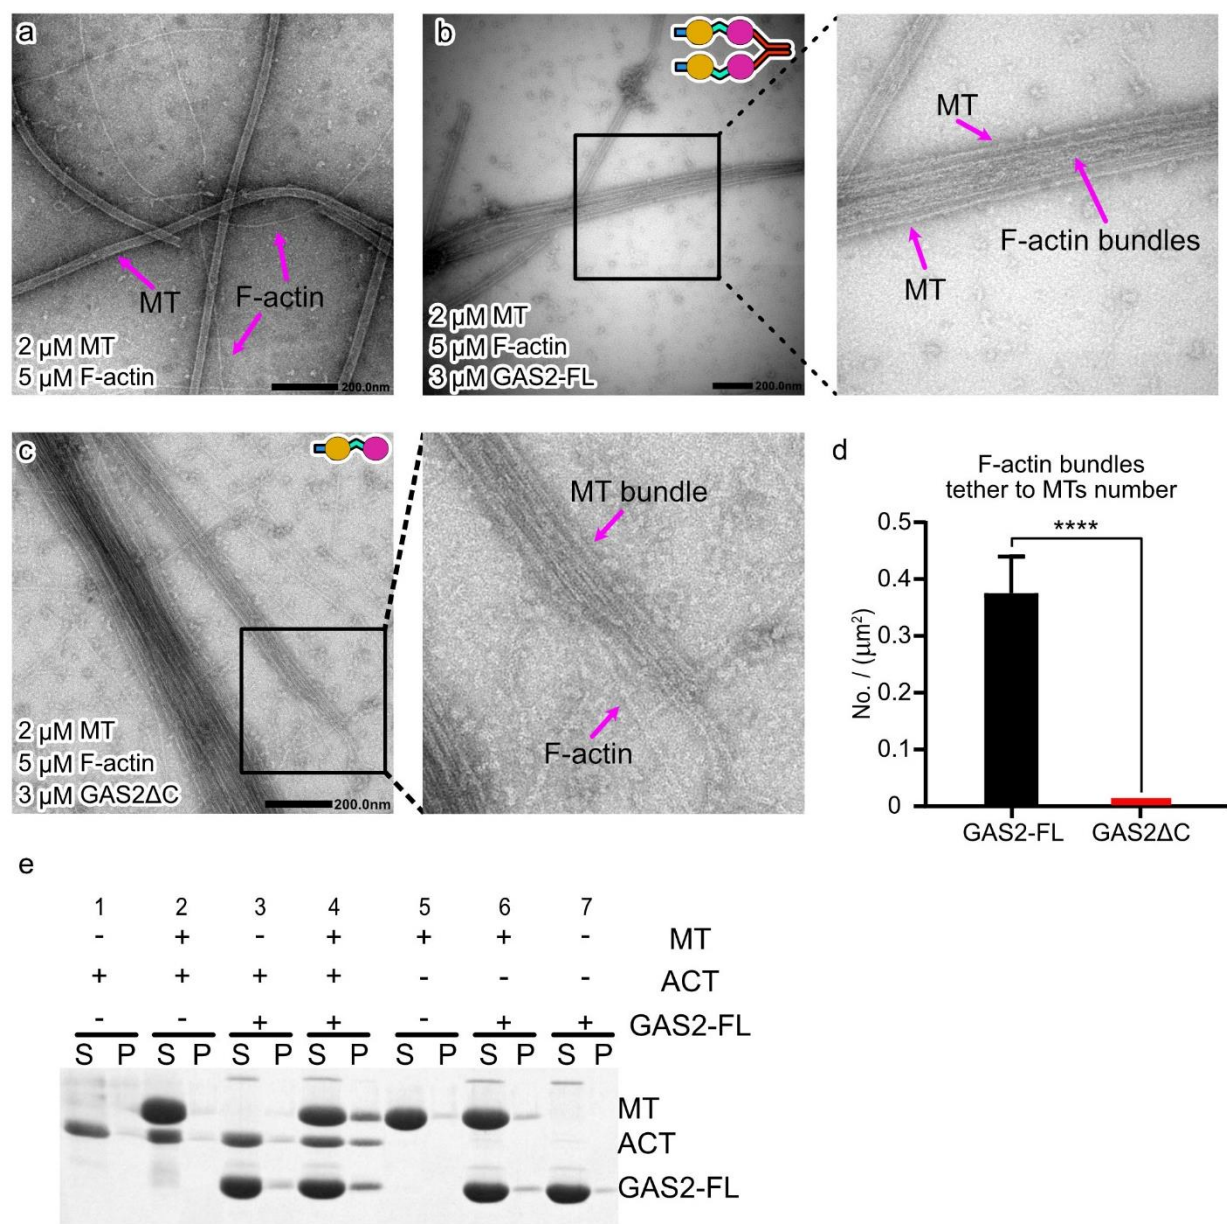 a
MT
F-actin
2 µM MT
5 µM F-actin
200.0nm
b
2 µM MT
5 µM F-actin
3 µM GAS2-FL
200.0nm
MT
F-actin bundles
MT
c
2 µM MT
5 µM F-actin
3 µM GAS2ΔC
200.0nm
MT bundle
F-actin
d
F-actin bundles
tether to MTs number
No. / (µm²)
0.5
0.4
0.3
0.2
0.1
0
****
GAS2-FL GAS2ΔC
e
1 2 3 4 5 6 7
- + - + + + - MT
+ + + + - - - ACT
- - + + - + + GAS2-FL
S P S P S P S P S P S P S P
MT
ACT
GAS2-FL